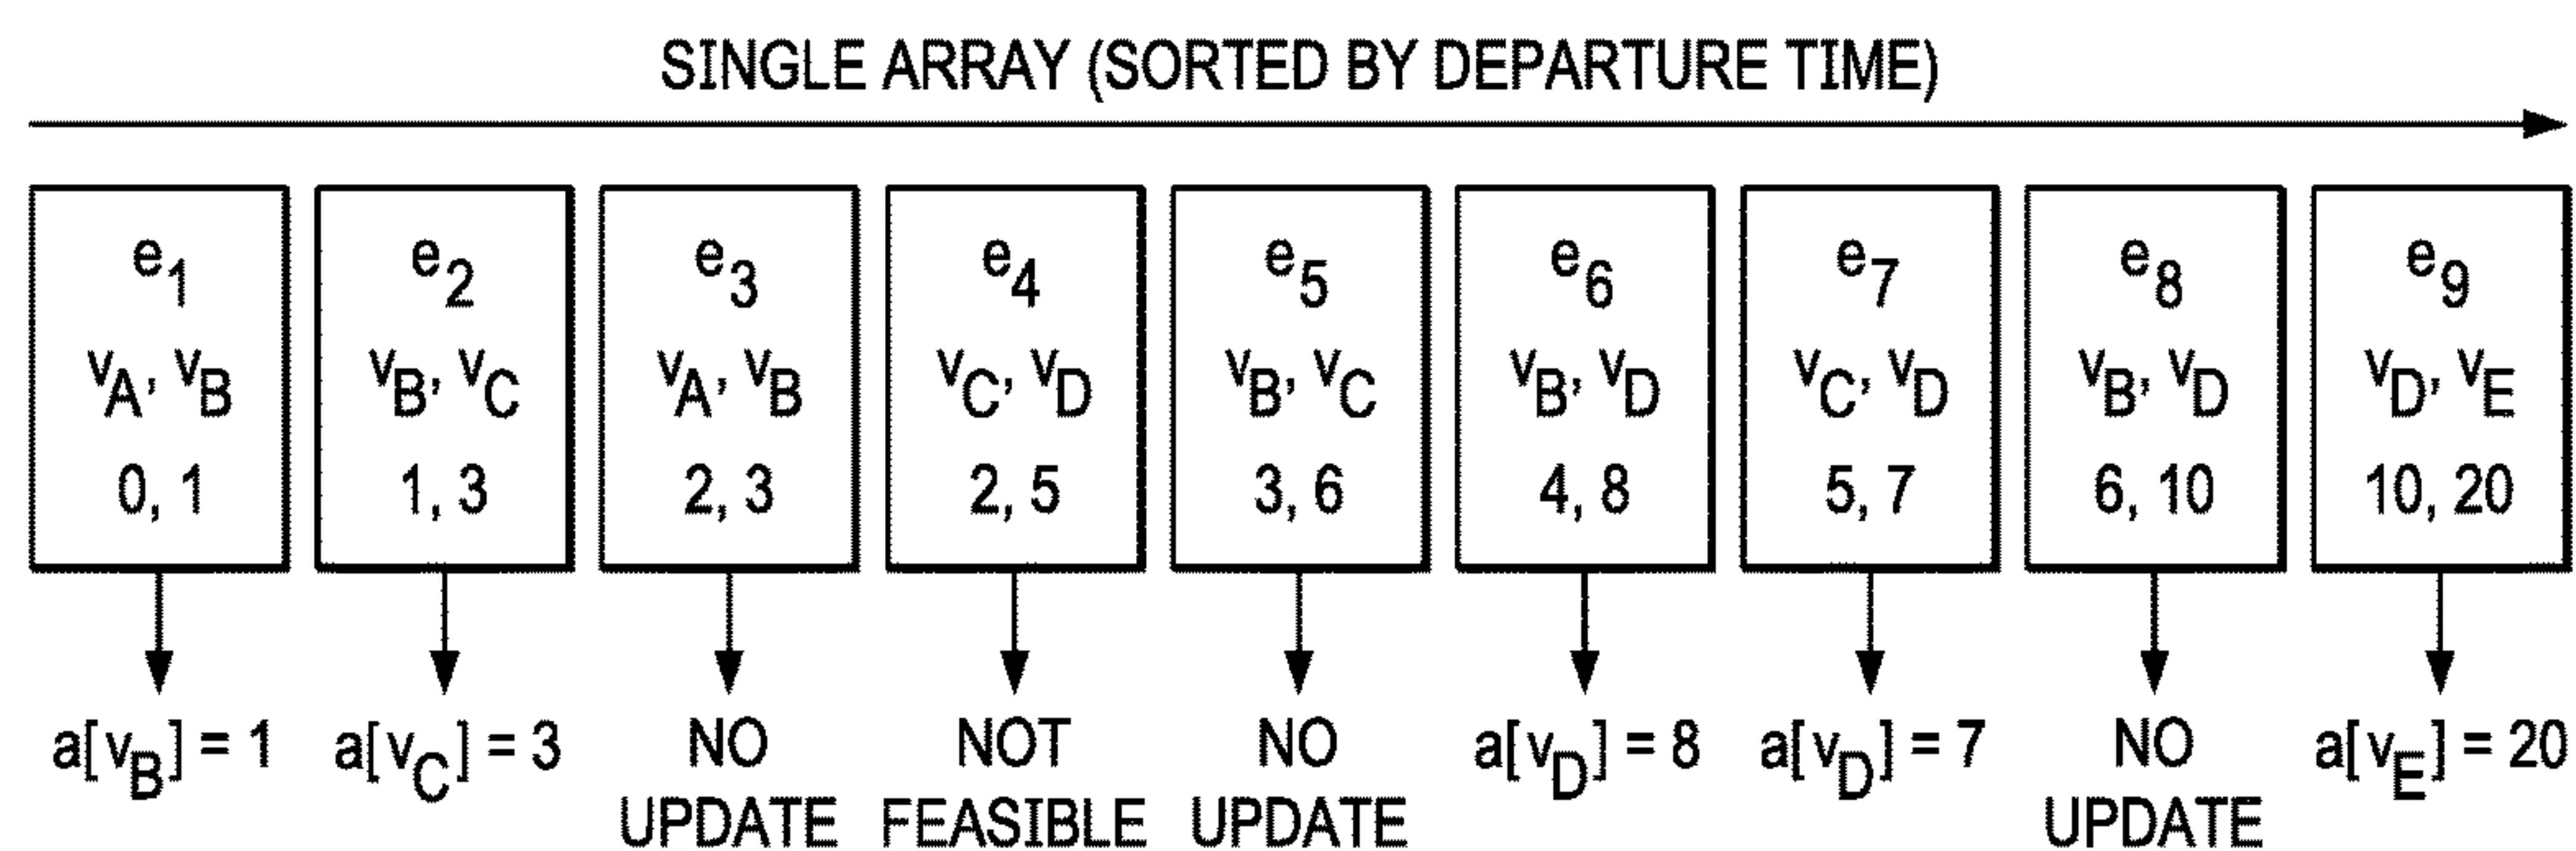 SINGLE ARRAY (SORTED BY DEPARTURE TIME)
e1 e2 e3 e4 e5 e6 e7 e8 e9
vA, vB vB, vC vA, vB vC, vD vB, vC vB, vD vC, vD vB, vD vD, vE
0, 1 1, 3 2, 3 2, 5 3, 6 4, 8 5, 7 6, 10 10, 20
a[vB] = 1 a[vC] = 3 NO NOT NO a[vD] = 8 a[vD] = 7 NO a[vE] = 20
UPDATE FEASIBLE UPDATE UPDATE